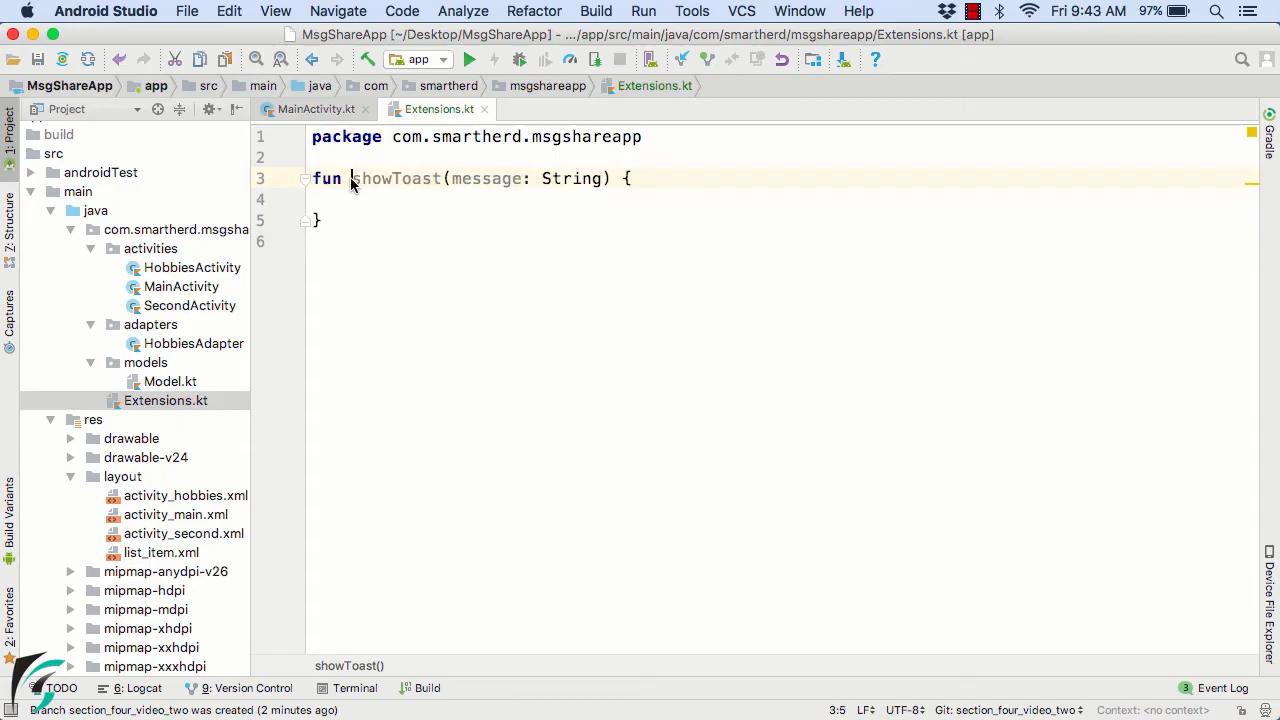 Android Studio File Edit View Navigate Code Analyze Refactor Build Run Tools VCS Window Help Fri 9:43 AM 97%
MsgShareApp [~/Desktop/MsgShareApp] – .../app/src/main/java/com/smartherd/msgshareapp/Extensions.kt [app]
app
MsgShareApp app src main java com smartherd msgshareapp Extensions.kt
Project
MainActivity.kt
Extensions.kt
1: Project
Z: Structure
Captures
Build Variants
2: Favorites
build
src
androidTest
main
java
com.smartherd.msgsha
activities
HobbiesActivity
MainActivity
SecondActivity
adapters
HobbiesAdapter
models
Model.kt
Extensions.kt
res
drawable
drawable-v24
layout
activity_hobbies.xml
activity_main.xml
activity_second.xml
list_item.xml
mipmap-anydpi-v26
mipmap-hdpi
mipmap-mdpi
mipmap-xhdpi
mipmap-xxhdpi
mipmap-xxxhdpi
1 package com.smartherd.msgshareapp
2
3 fun showToast(message: String) {
4
5 }
6
Gradle
Device File Explorer
showToast()
TODO 6: Logcat 9: Version Control Terminal Build 3 Event Log
Branch section_four_video_two was created (2 minutes ago) 3:5 LF÷ UTF-8÷ Git: section_four_video_two÷ Context: <no context>